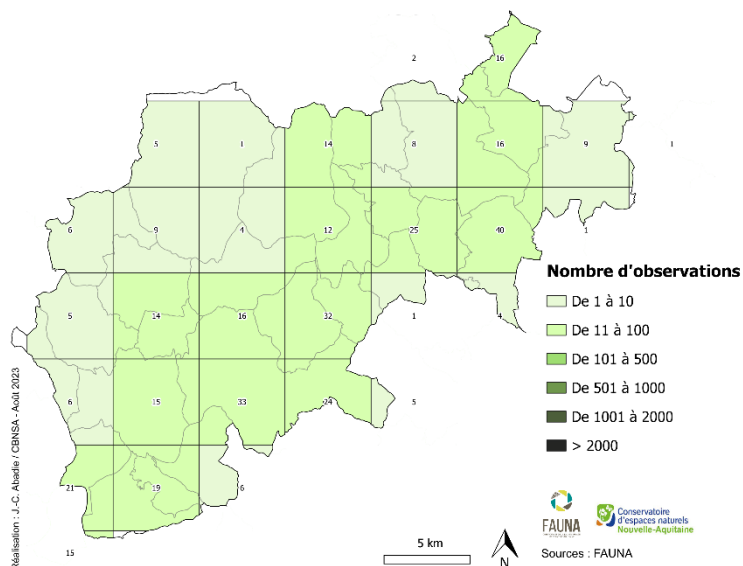 2
16
5 1 14 8 16 9 1
6 9 4 12 25 40 1
5 14 16 32 1 4
6 15 33 24 5
21 19 6
15
Nombre d'observations
De 1 à 10
De 11 à 100
De 101 à 500
De 501 à 1000
De 1001 à 2000
> 2000
Réalisation : J.-C. Abadie / CBNSA - Août 2023
5 km
N
FAUNA
Conservatoire
d'espaces naturels
Nouvelle-Aquitaine
Sources : FAUNA